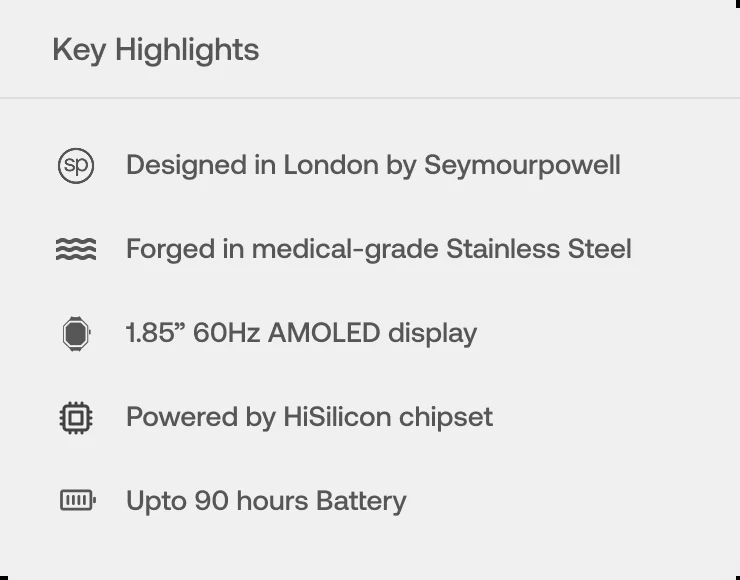 Key Highlights
sp
Designed in London by Seymourpowell
Forged in medical-grade Stainless Steel
1.85” 60Hz AMOLED display
Powered by HiSilicon chipset
Upto 90 hours Battery